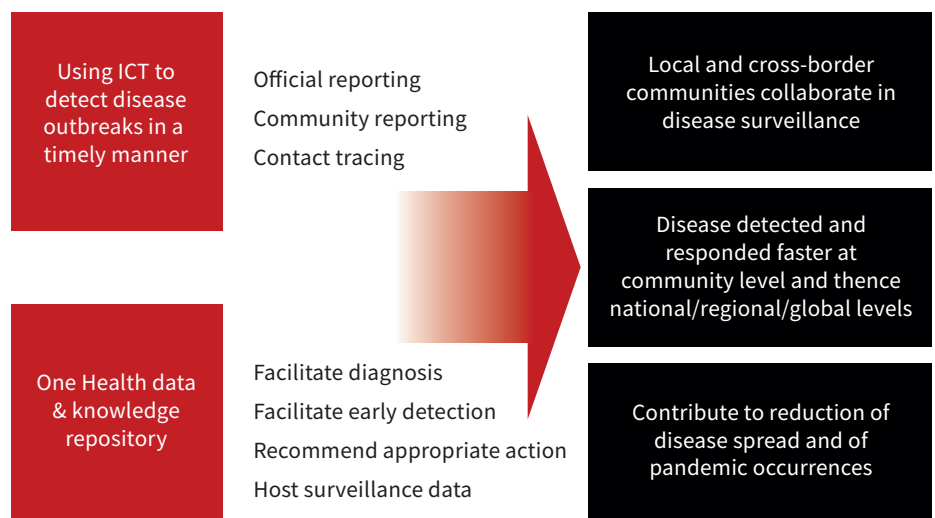 Using ICT to
detect disease
outbreaks in a
timely manner
Official reporting
Community reporting
Contact tracing
One Health data
& knowledge
repository
Facilitate diagnosis
Facilitate early detection
Recommend appropriate action
Host surveillance data
Local and cross-border
communities collaborate in
disease surveillance
Disease detected and
responded faster at
community level and thence
national/regional/global levels
Contribute to reduction of
disease spread and of
pandemic occurrences